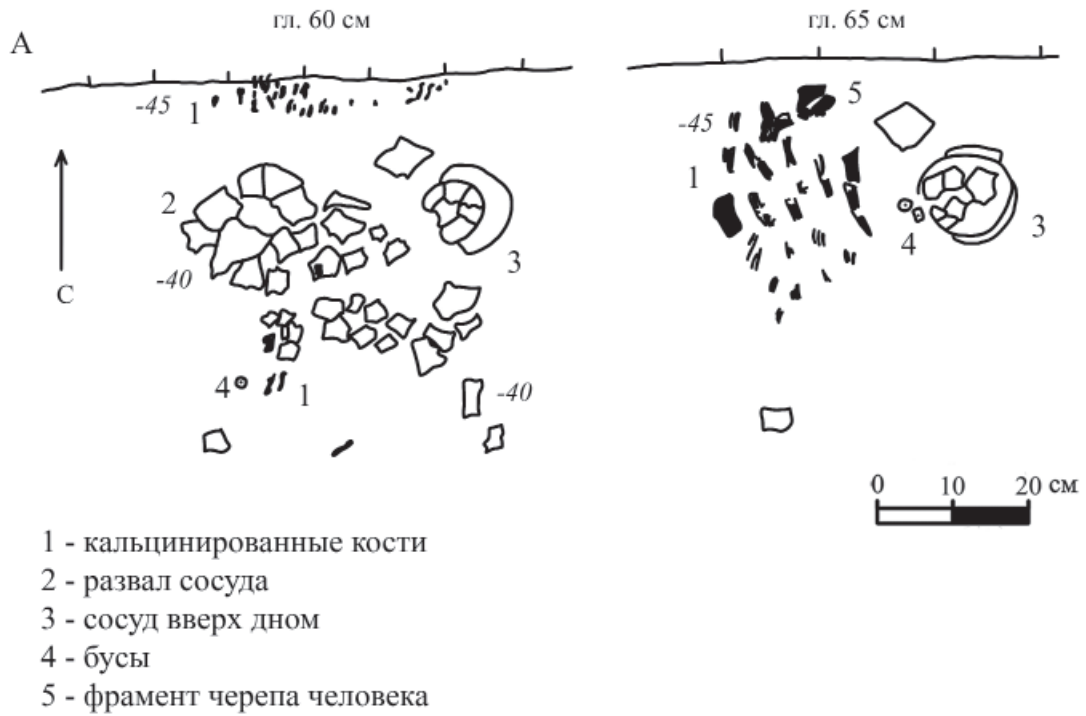 гл. 60 см
гл. 65 см
А
-45
1
2
3
-40
С
4
1
-40
5
-45
1
4
3
0 10 20 см
1 - кальцинированные кости
2 - развал сосуда
3 - сосуд вверх дном
4 - бусы
5 - фрамент черепа человека